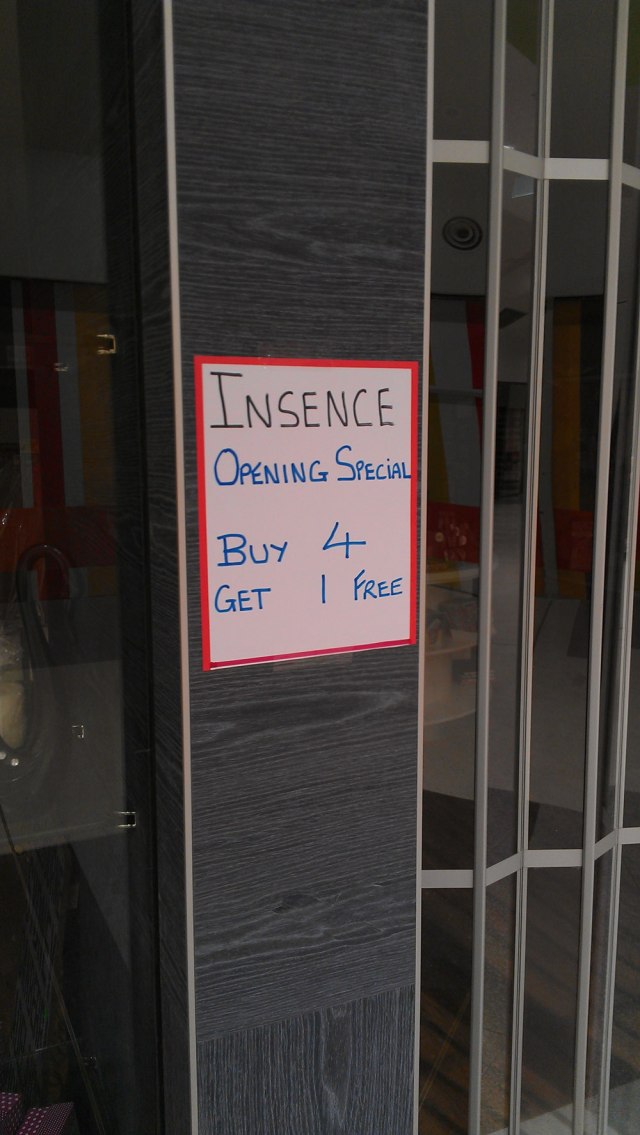 INSENCE
OPENING SPECIAL
BUY 4
GET 1 FREE